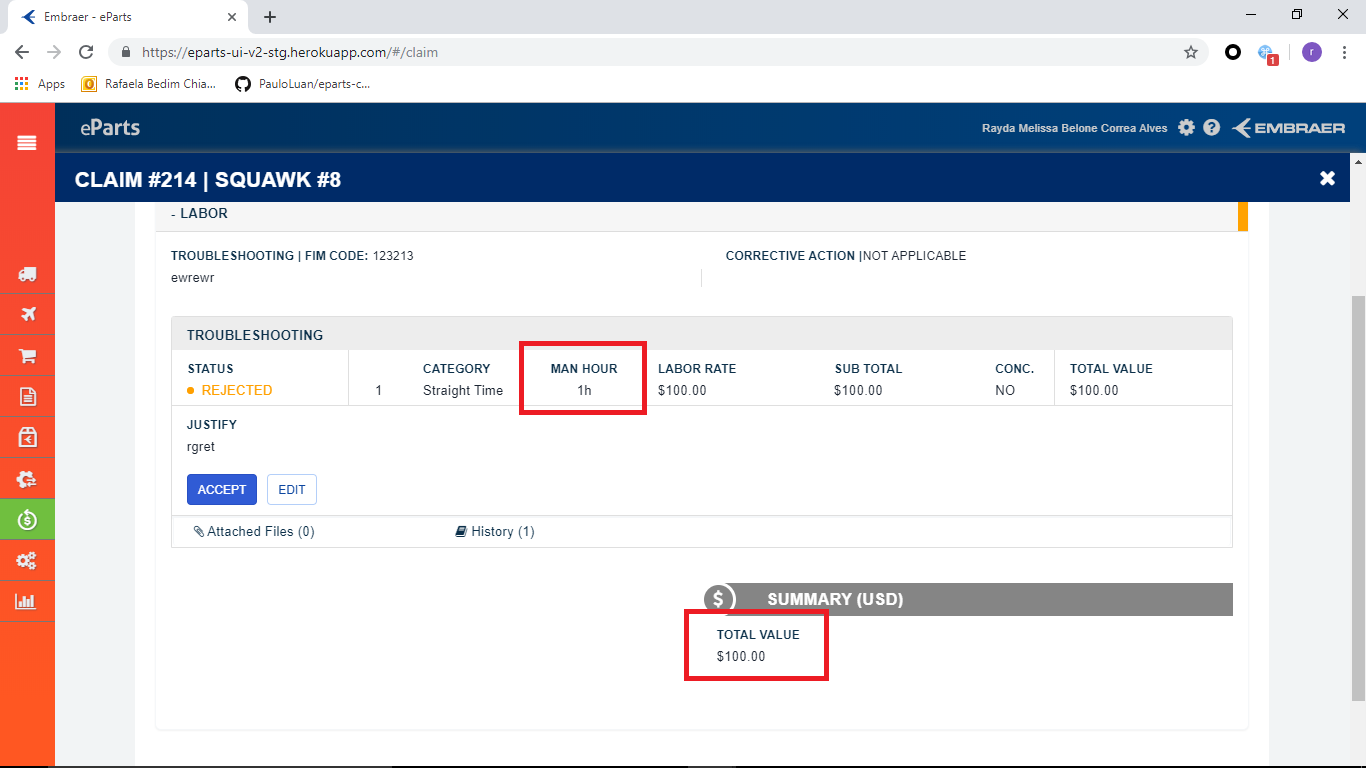 Embraer - eParts
https://eparts-ui-v2-stg.herokuapp.com/#/claim
r
1
Apps
Rafaela Bedim Chia...
PauloLuan/eparts-c...
eParts
Rayda Melissa Belone Correa Alves
EMBRAER
CLAIM #214 | SQUAWK #8
- LABOR
TROUBLESHOOTING | FIM CODE: 123213
CORRECTIVE ACTION |NOT APPLICABLE
ewrewr
TROUBLESHOOTING
STATUS CATEGORY MAN HOUR LABOR RATE SUB TOTAL CONC. TOTAL VALUE
REJECTED 1 Straight Time 1h $100.00 $100.00 NO $100.00
JUSTIFY
rgret
ACCEPT EDIT
Attached Files (0) History (1)
$ SUMMARY (USD)
TOTAL VALUE
$100.00